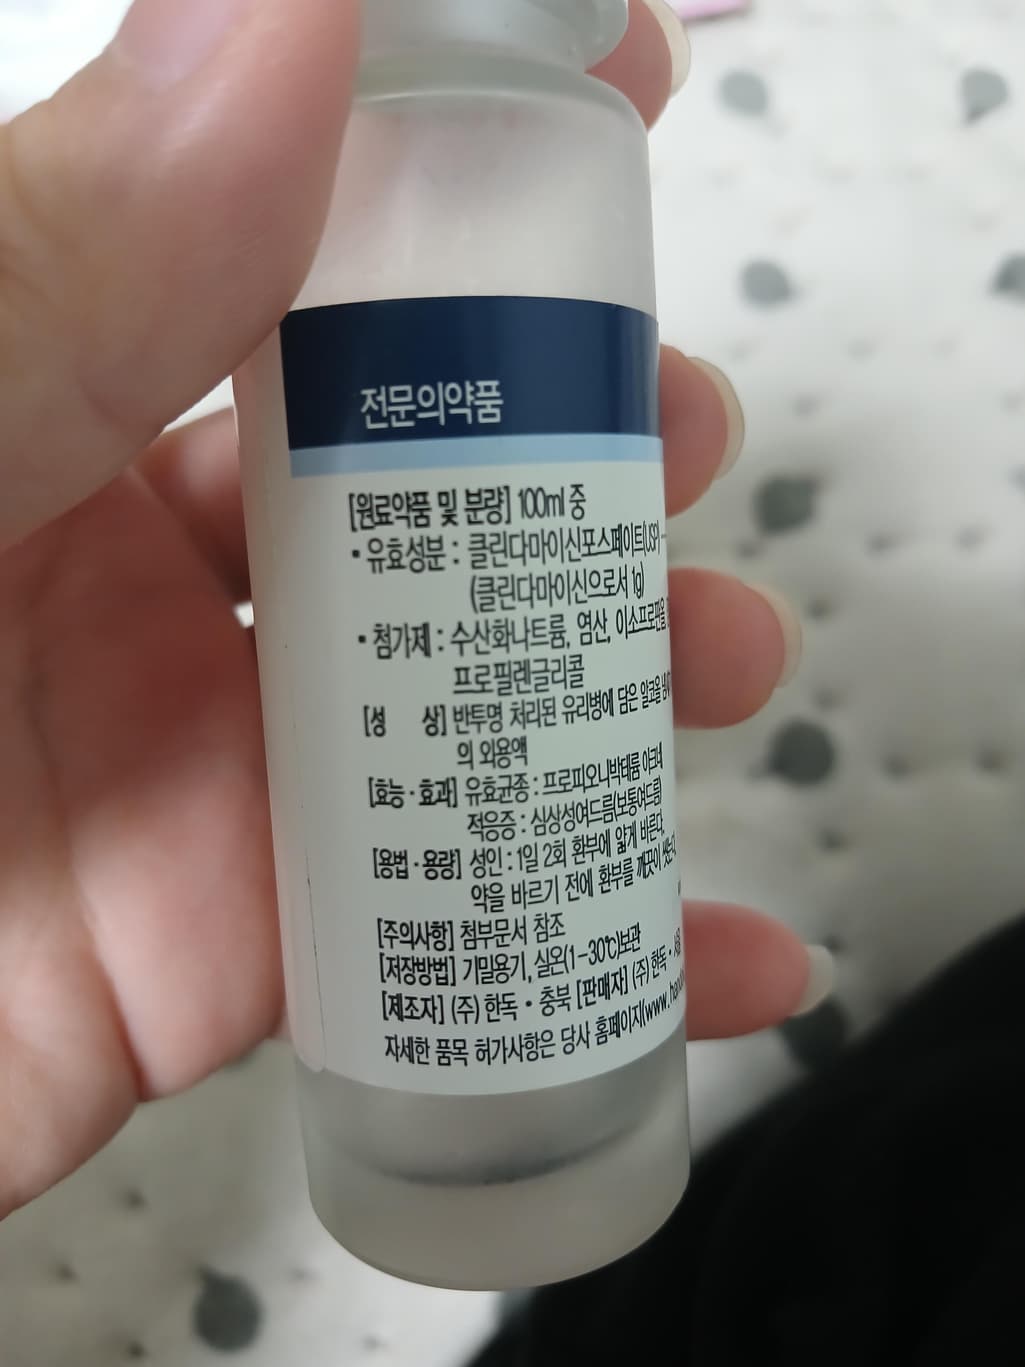 전문의약품
[원료약품 및 분량] 100ml 중
• 유효성분 : 클린다마이신포스페이트(USP)
(클린다마이신으로서 1g)
• 첨가제 : 수산화나트륨, 염산, 이소프로판올
프로필렌글리콜
[성 상] 반투명 처리된 유리병에 담은 알코올
의 외용액
[효능·효과] 유효균종 : 프로피오니박테륨 아크네
적응증 : 심상성여드름(보통여드름)
[용법·용량] 성인 : 1일 2회 환부에 얇게 바른다.
약을 바르기 전에 환부를 깨끗이
[주의사항] 첨부문서 참조
[저장방법] 기밀용기, 실온(1-30℃)보관
[제조자] (주) 한독 • 충북 [판매자] (주) 한독 •
자세한 품목 허가사항은 당사 홈페이지(www.